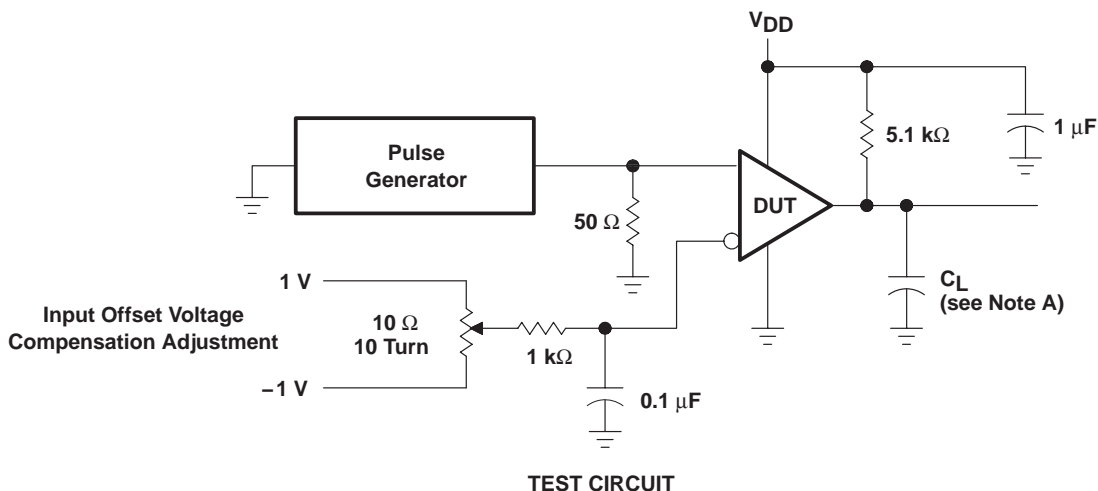 VDD
5.1 kΩ
1 μF
Pulse
Generator
DUT
50 Ω
CL
(see Note A)
1 V
Input Offset Voltage
Compensation Adjustment
10 Ω
10 Turn
1 kΩ
−1 V
0.1 μF
TEST CIRCUIT